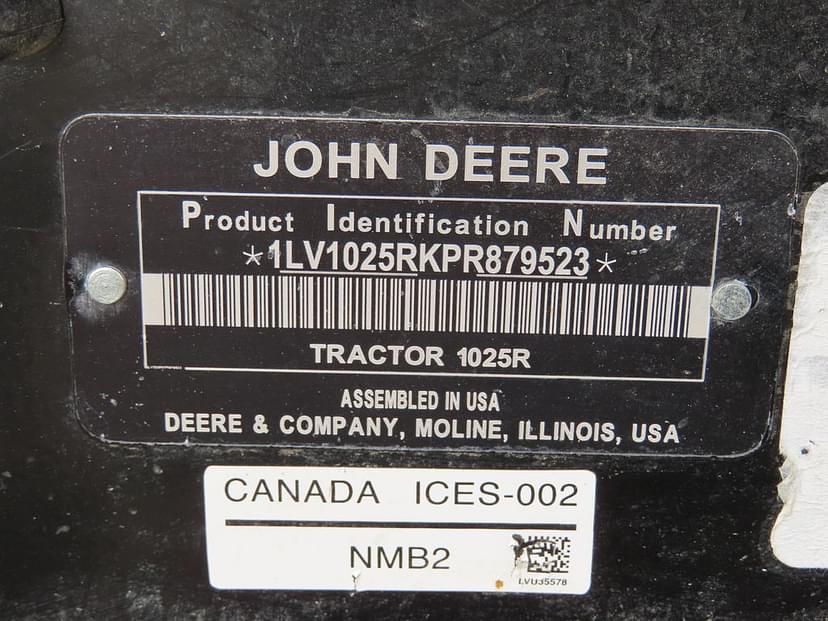 JOHN DEERE
Product Identification Number
*1LV1025RKPR879523*
TRACTOR 1025R
ASSEMBLED IN USA
DEERE & COMPANY, MOLINE, ILLINOIS, USA
CANADA ICES-002
NMB2
LVU35578